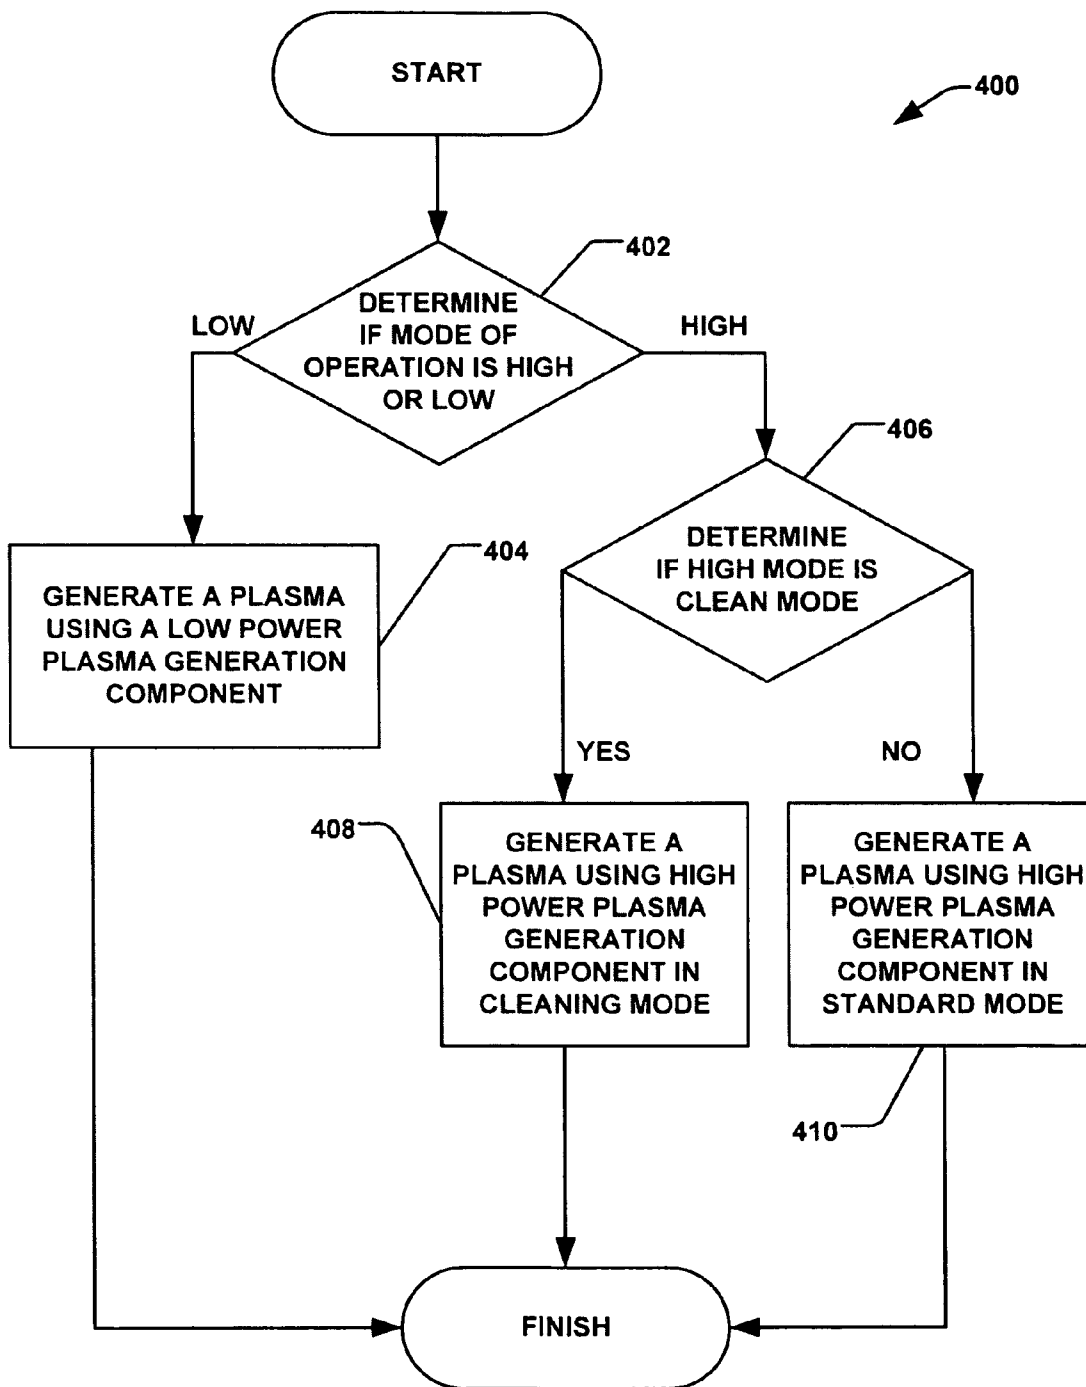 START
400
402
DETERMINE
IF MODE OF
OPERATION IS HIGH
OR LOW
LOW
HIGH
406
DETERMINE
IF HIGH MODE IS
CLEAN MODE
404
GENERATE A PLASMA
USING A LOW POWER
PLASMA GENERATION
COMPONENT
YES
NO
408
GENERATE A
PLASMA USING HIGH
POWER PLASMA
GENERATION
COMPONENT IN
CLEANING MODE
GENERATE A
PLASMA USING HIGH
POWER PLASMA
GENERATION
COMPONENT IN
STANDARD MODE
410
FINISH